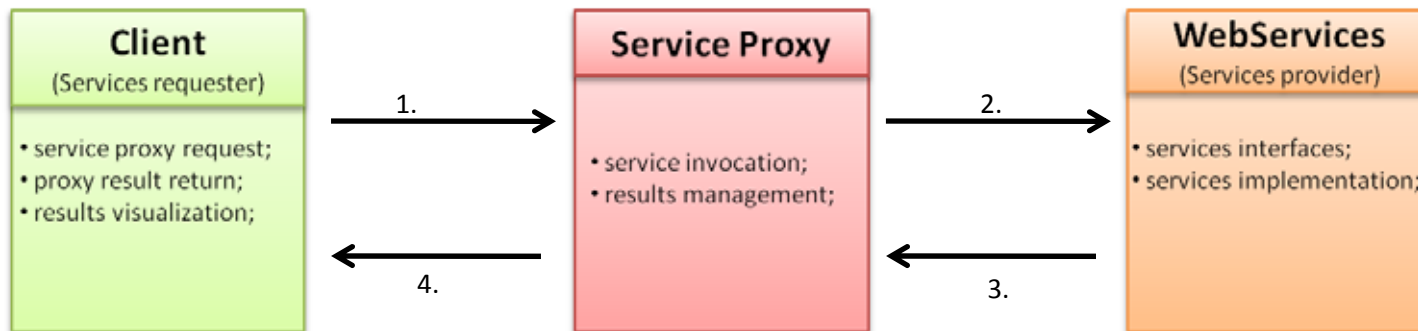 Client
(Services requester)
• service proxy request;
• proxy result return;
• results visualization;
1.
4.
Service Proxy
• service invocation;
• results management;
2.
3.
WebServices
(Services provider)
• services interfaces;
• services implementation;